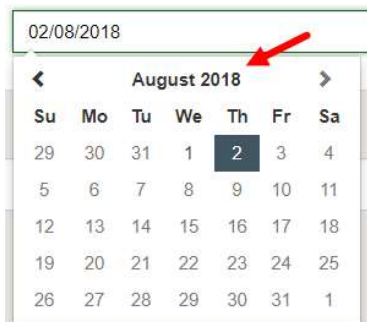 02/08/2018
< August 2018 >
Su Mo Tu We Th Fr Sa
29 30 31 1 2 3 4
5 6 7 8 9 10 11
12 13 14 15 16 17 18
19 20 21 22 23 24 25
26 27 28 29 30 31 1